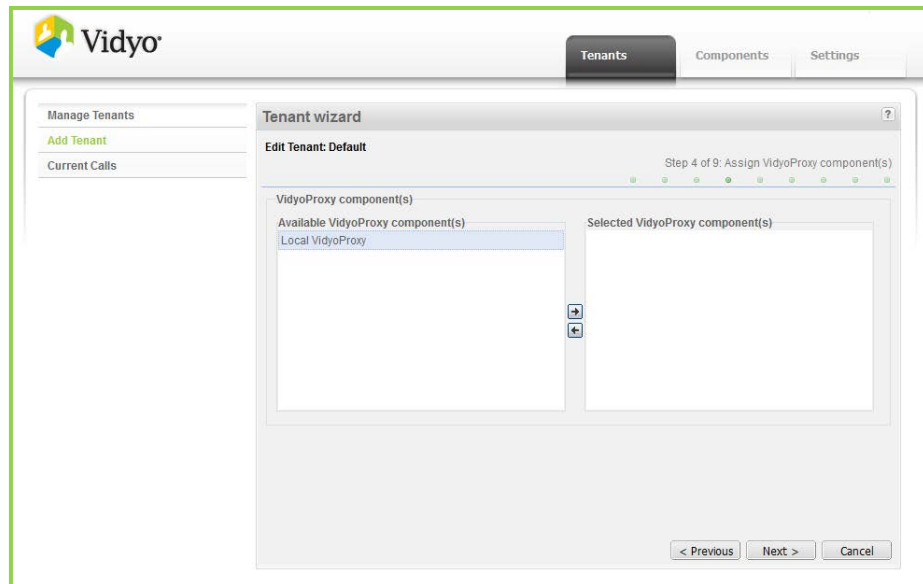 Vidyo
Tenants
Components
Settings
Manage Tenants
Add Tenant
Current Calls
Tenant wizard
?
Edit Tenant: Default
Step 4 of 9: Assign VidyoProxy component(s)
VidyoProxy component(s)
Available VidyoProxy component(s)
Local VidyoProxy
Selected VidyoProxy component(s)
< Previous
Next >
Cancel